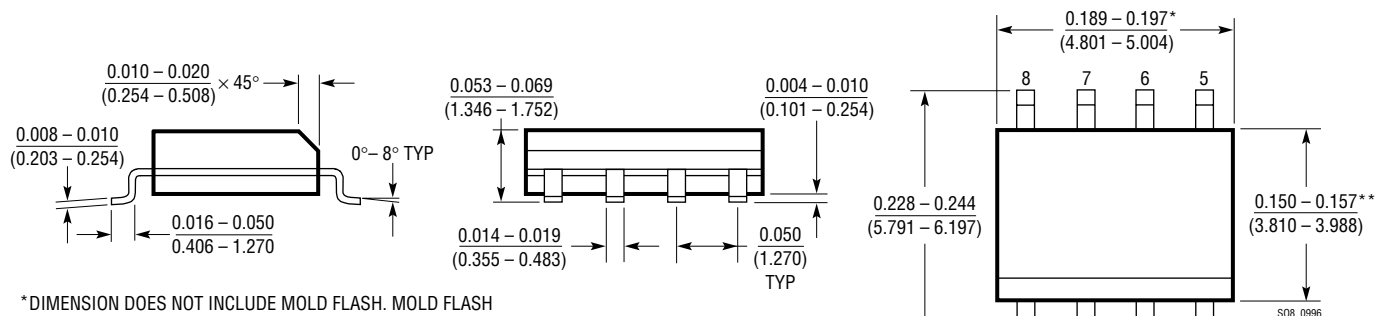 0.010 – 0.020 × 45°
(0.254 – 0.508)
0.008 – 0.010
(0.203 – 0.254)
0°– 8° TYP
0.016 – 0.050
0.406 – 1.270
0.053 – 0.069
(1.346 – 1.752)
0.004 – 0.010
(0.101 – 0.254)
0.014 – 0.019
(0.355 – 0.483)
0.050
(1.270)
TYP
0.189 – 0.197*
(4.801 – 5.004)
8 7 6 5
0.228 – 0.244
(5.791 – 6.197)
0.150 – 0.157**
(3.810 – 3.988)
*DIMENSION DOES NOT INCLUDE MOLD FLASH. MOLD FLASH
SO8 0996